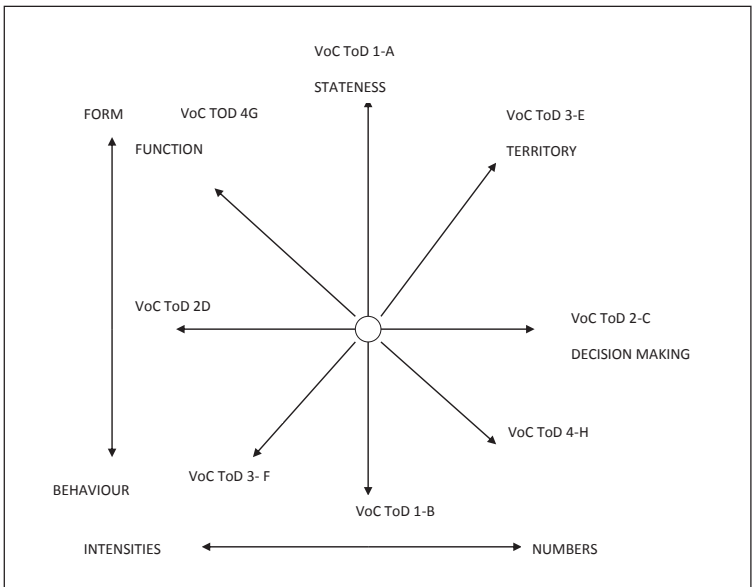 VoC ToD 1-A
STATENESS
FORM
VoC TOD 4G
FUNCTION
VoC ToD 3-E
TERRITORY
VoC ToD 2D
VoC ToD 2-C
DECISION MAKING
VoC ToD 4-H
VoC ToD 3- F
BEHAVIOUR
VoC ToD 1-B
INTENSITIES
NUMBERS